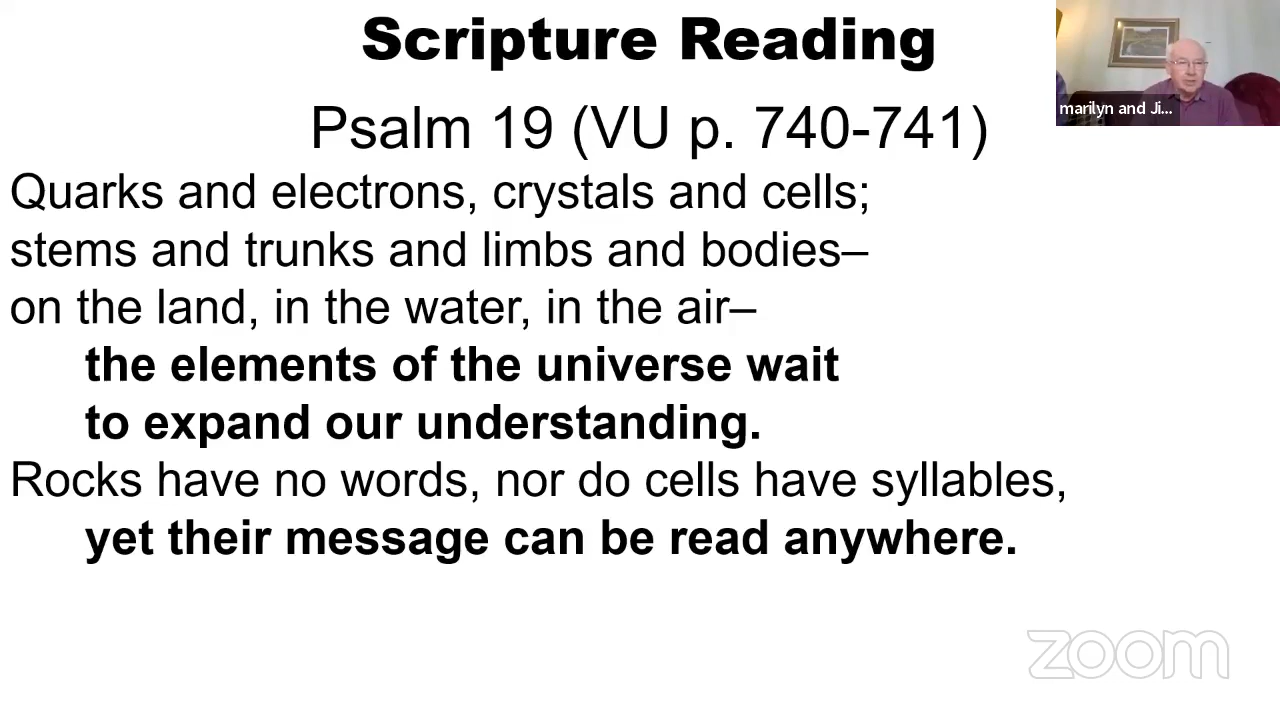 Scripture Reading
marilyn and Ji...
Psalm 19 (VU p. 740-741)
Quarks and electrons, crystals and cells;
stems and trunks and limbs and bodies–
on the land, in the water, in the air–
the elements of the universe wait
to expand our understanding.
Rocks have no words, nor do cells have syllables,
yet their message can be read anywhere.
zoom